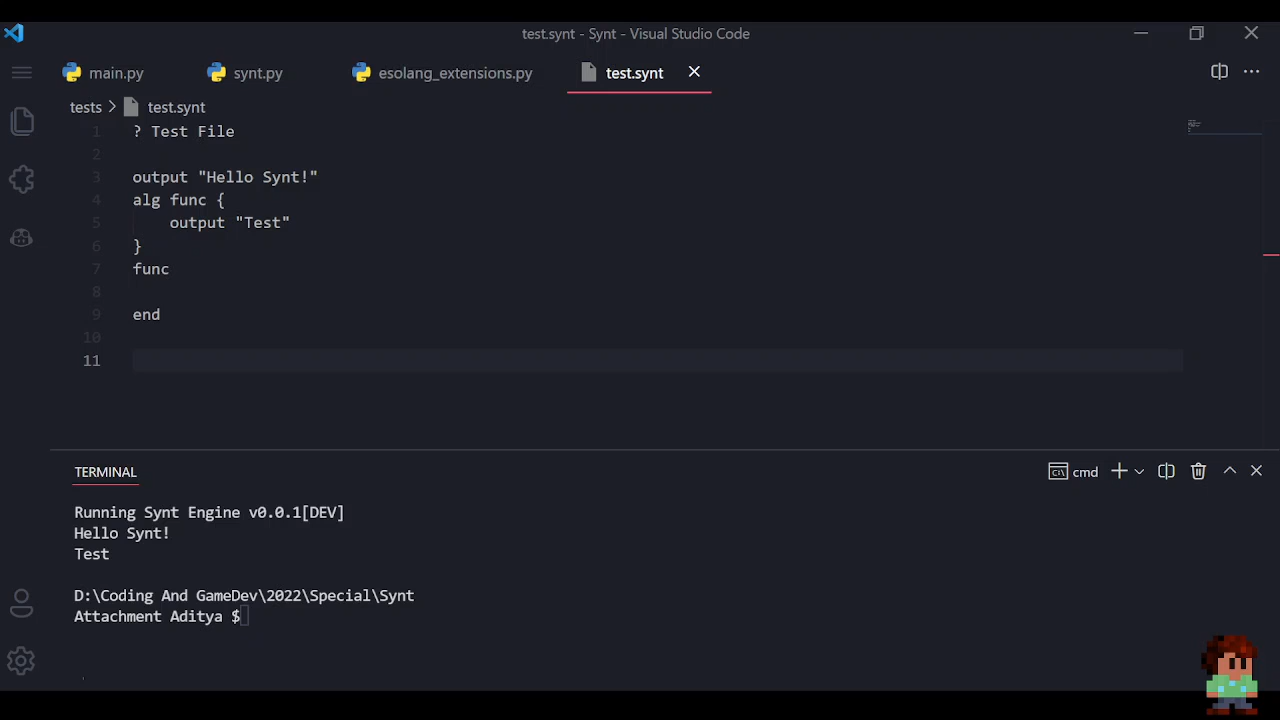 test.synt - Synt - Visual Studio Code
main.py synt.py esolang_extensions.py test.synt
tests > test.synt
1 ? Test File
2
3 output "Hello Synt!"
4 alg func {
5 output "Test"
6 }
7 func
8
9 end
10
11
TERMINAL
cmd
Running Synt Engine v0.0.1[DEV]
Hello Synt!
Test
D:\Coding And GameDev\2022\Special\Synt
Attachment Aditya $